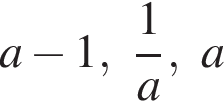 a − 1, 1/a, a